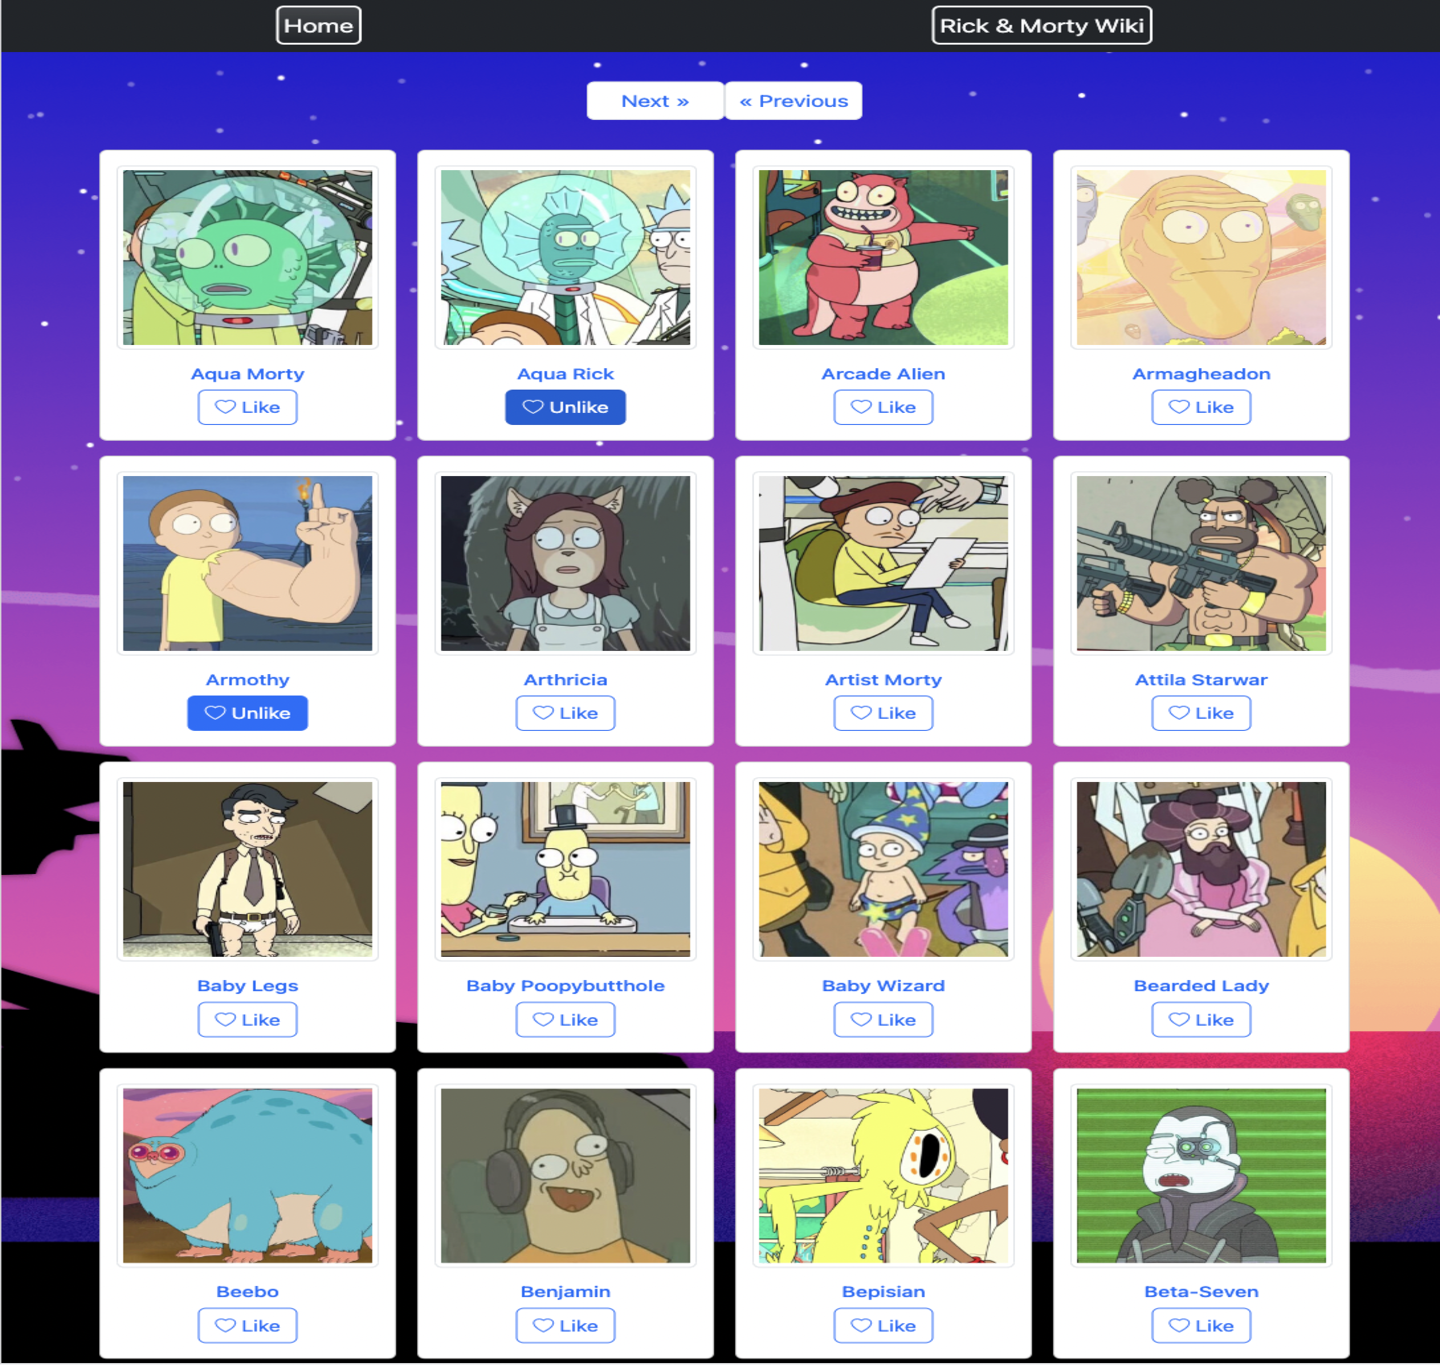 Home
Rick & Morty Wiki
Next »
« Previous
Aqua Morty
Like
Aqua Rick
Unlike
Arcade Alien
Like
Armagheadon
Like
Armothy
Unlike
Arthricia
Like
Artist Morty
Like
Attila Starwar
Like
Baby Legs
Like
Baby Poopybutthole
Like
Baby Wizard
Like
Bearded Lady
Like
Beebo
Like
Benjamin
Like
Bepisian
Like
Beta-Seven
Like